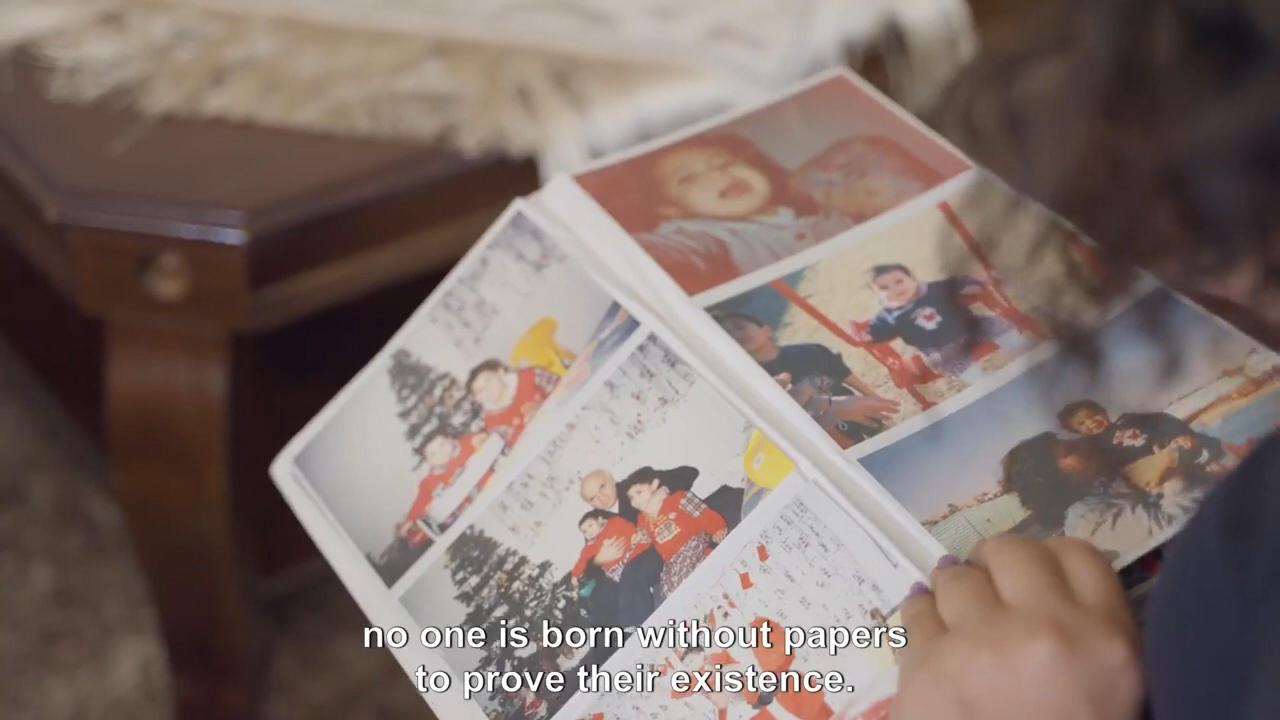 no one is born without papers
to prove their existence.